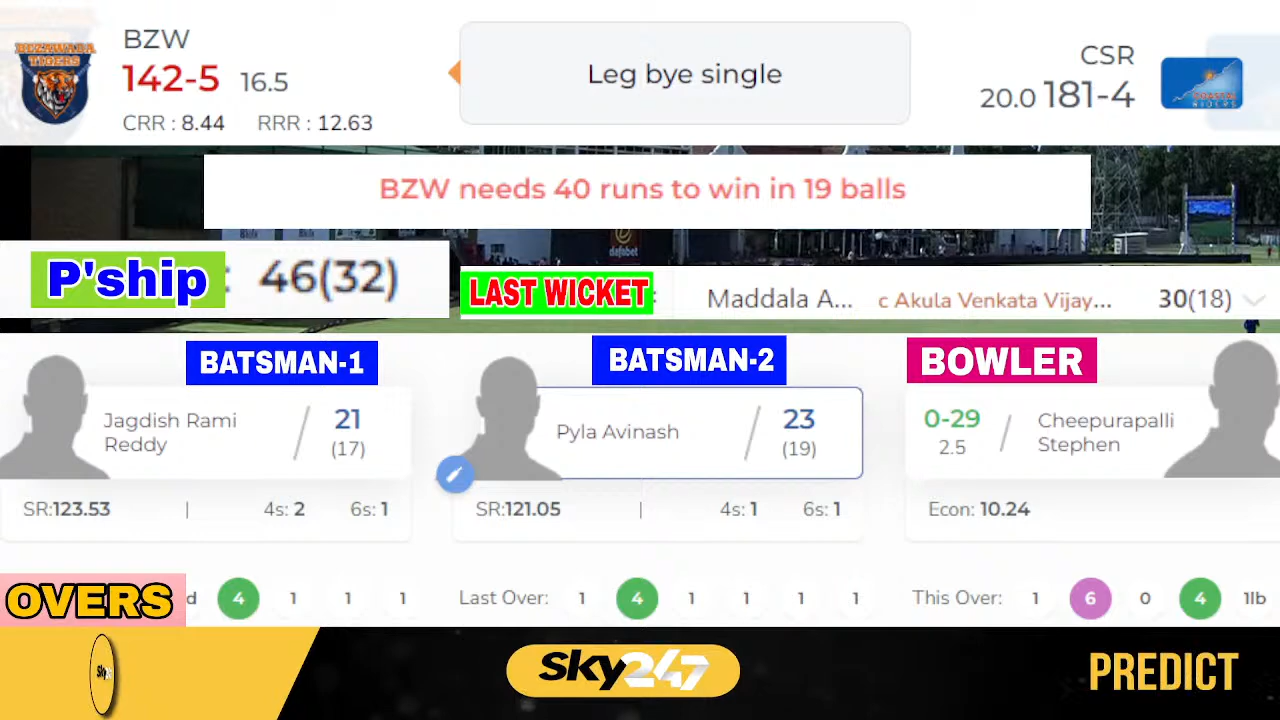 BEZAWADA
TIGERS
BZW
142-5 16.5
CRR : 8.44 RRR : 12.63
Leg bye single
CSR
20.0 181-4
COASTAL
RIDERS
BZW needs 40 runs to win in 19 balls
dafabet
P'ship : 46(32)
LAST WICKET : Maddala A... c Akula Venkata Vijay... 30(18)
BATSMAN-1
BATSMAN-2
BOWLER
Jagdish Rami
Reddy
21
(17)
Pyla Avinash
23
(19)
0-29
2.5
Cheepurapalli
Stephen
SR:123.53 | 4s: 2 6s: 1
SR:121.05 | 4s: 1 6s: 1
Econ: 10.24
OVERS d 4 1 1 1 Last Over: 1 4 1 1 1 1 This Over: 1 6 0 4 1lb
sky247
PREDICT